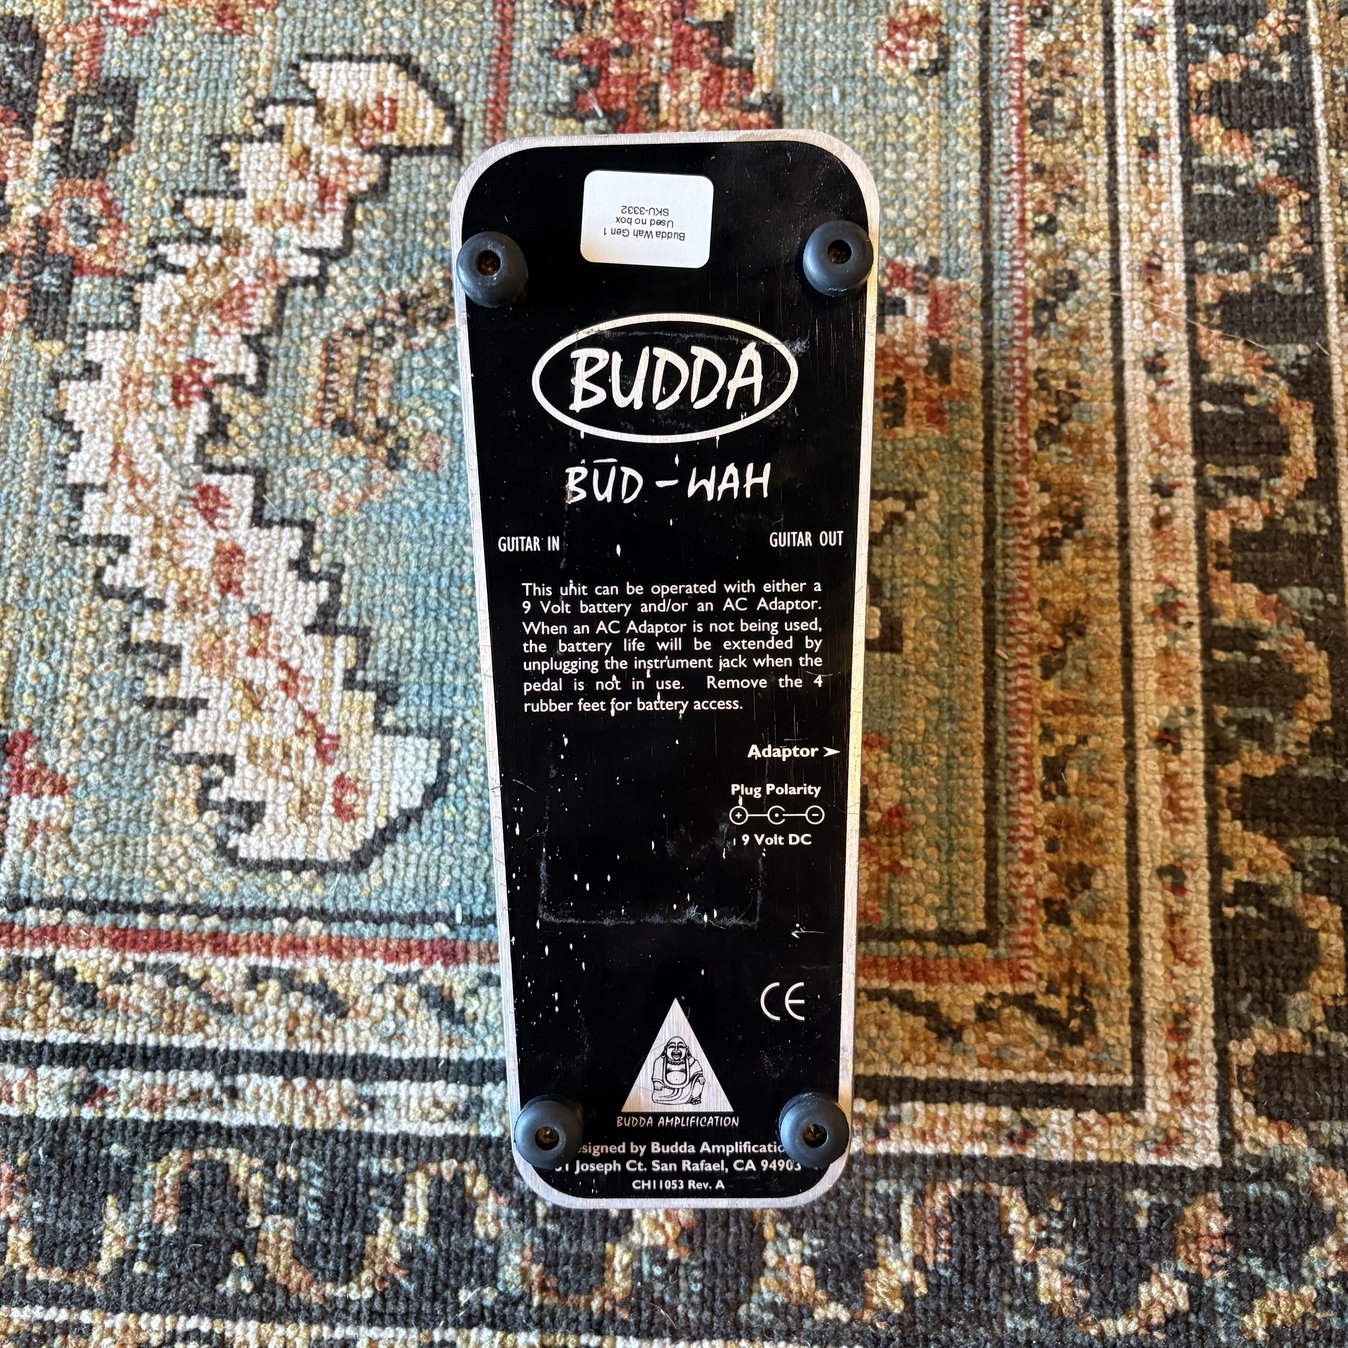 Budda Wah Gen 1
Used no box
SKU-3332
BUDDA
BŪD-WAH
GUITAR IN
GUITAR OUT
This unit can be operated with either a
9 Volt battery and/or an AC Adaptor.
When an AC Adaptor is not being used,
the battery life will be extended by
unplugging the instrument jack when the
pedal is not in use. Remove the 4
rubber feet for battery access.
Adaptor
Plug Polarity
+ -
9 Volt DC
CE
BUDDA AMPLIFICATION
by Budda
Joseph Ct. San Rafael, CA 94903
CH11053 Rev. A